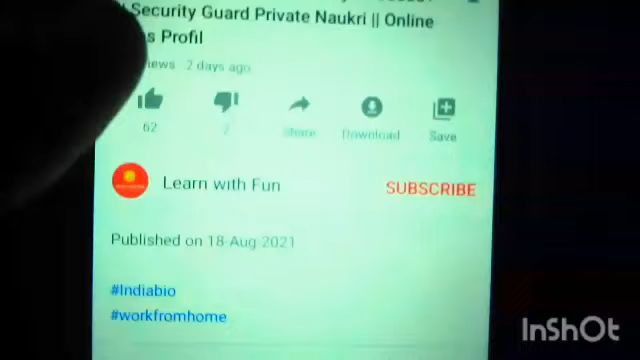 Security Guard Private Naukri || Online
Profil
2 days ago
62
2
Share
Download
Save
Learn with Fun
SUBSCRIBE
Published on 18-Aug 2021
#Indiabio
#workfromhome
InShOt